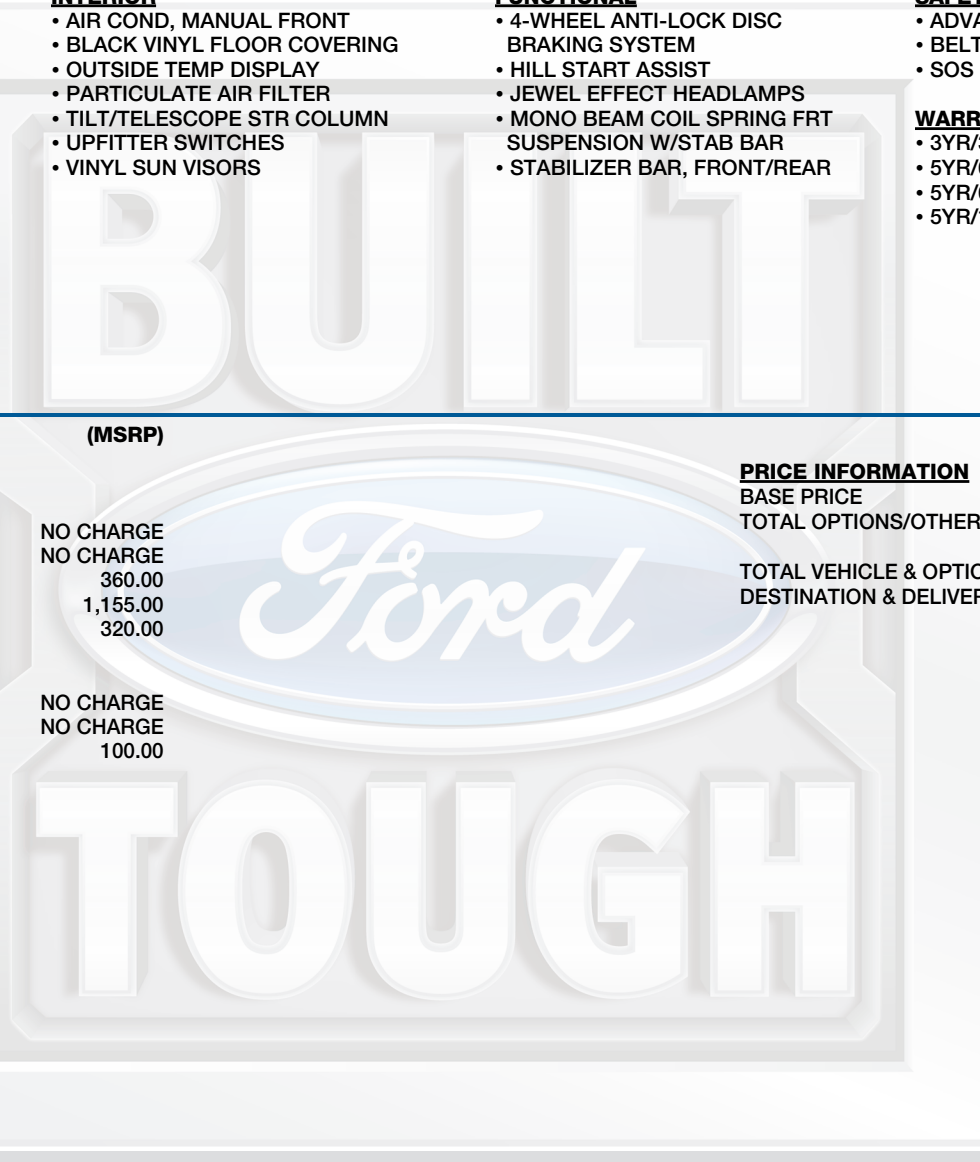 INTERIOR
• AIR COND, MANUAL FRONT
• BLACK VINYL FLOOR COVERING
• OUTSIDE TEMP DISPLAY
• PARTICULATE AIR FILTER
• TILT/TELESCOPE STR COLUMN
• UPFITTER SWITCHES
• VINYL SUN VISORS
FUNCTIONAL
• 4-WHEEL ANTI-LOCK DISC
BRAKING SYSTEM
• HILL START ASSIST
• JEWEL EFFECT HEADLAMPS
• MONO BEAM COIL SPRING FRT
SUSPENSION W/STAB BAR
• STABILIZER BAR, FRONT/REAR
• BELT
• SOS
• 3YR/
• 5YR/
• 5YR/
• 5YR/
BUILT
(MSRP)
NO CHARGE
NO CHARGE
360.00
1,155.00
320.00
NO CHARGE
NO CHARGE
100.00
Ford
PRICE INFORMATION
BASE PRICE
TOTAL OPTIONS/OTHER
TOTAL VEHICLE & OPTIO
DESTINATION & DELIVER
TOUGH